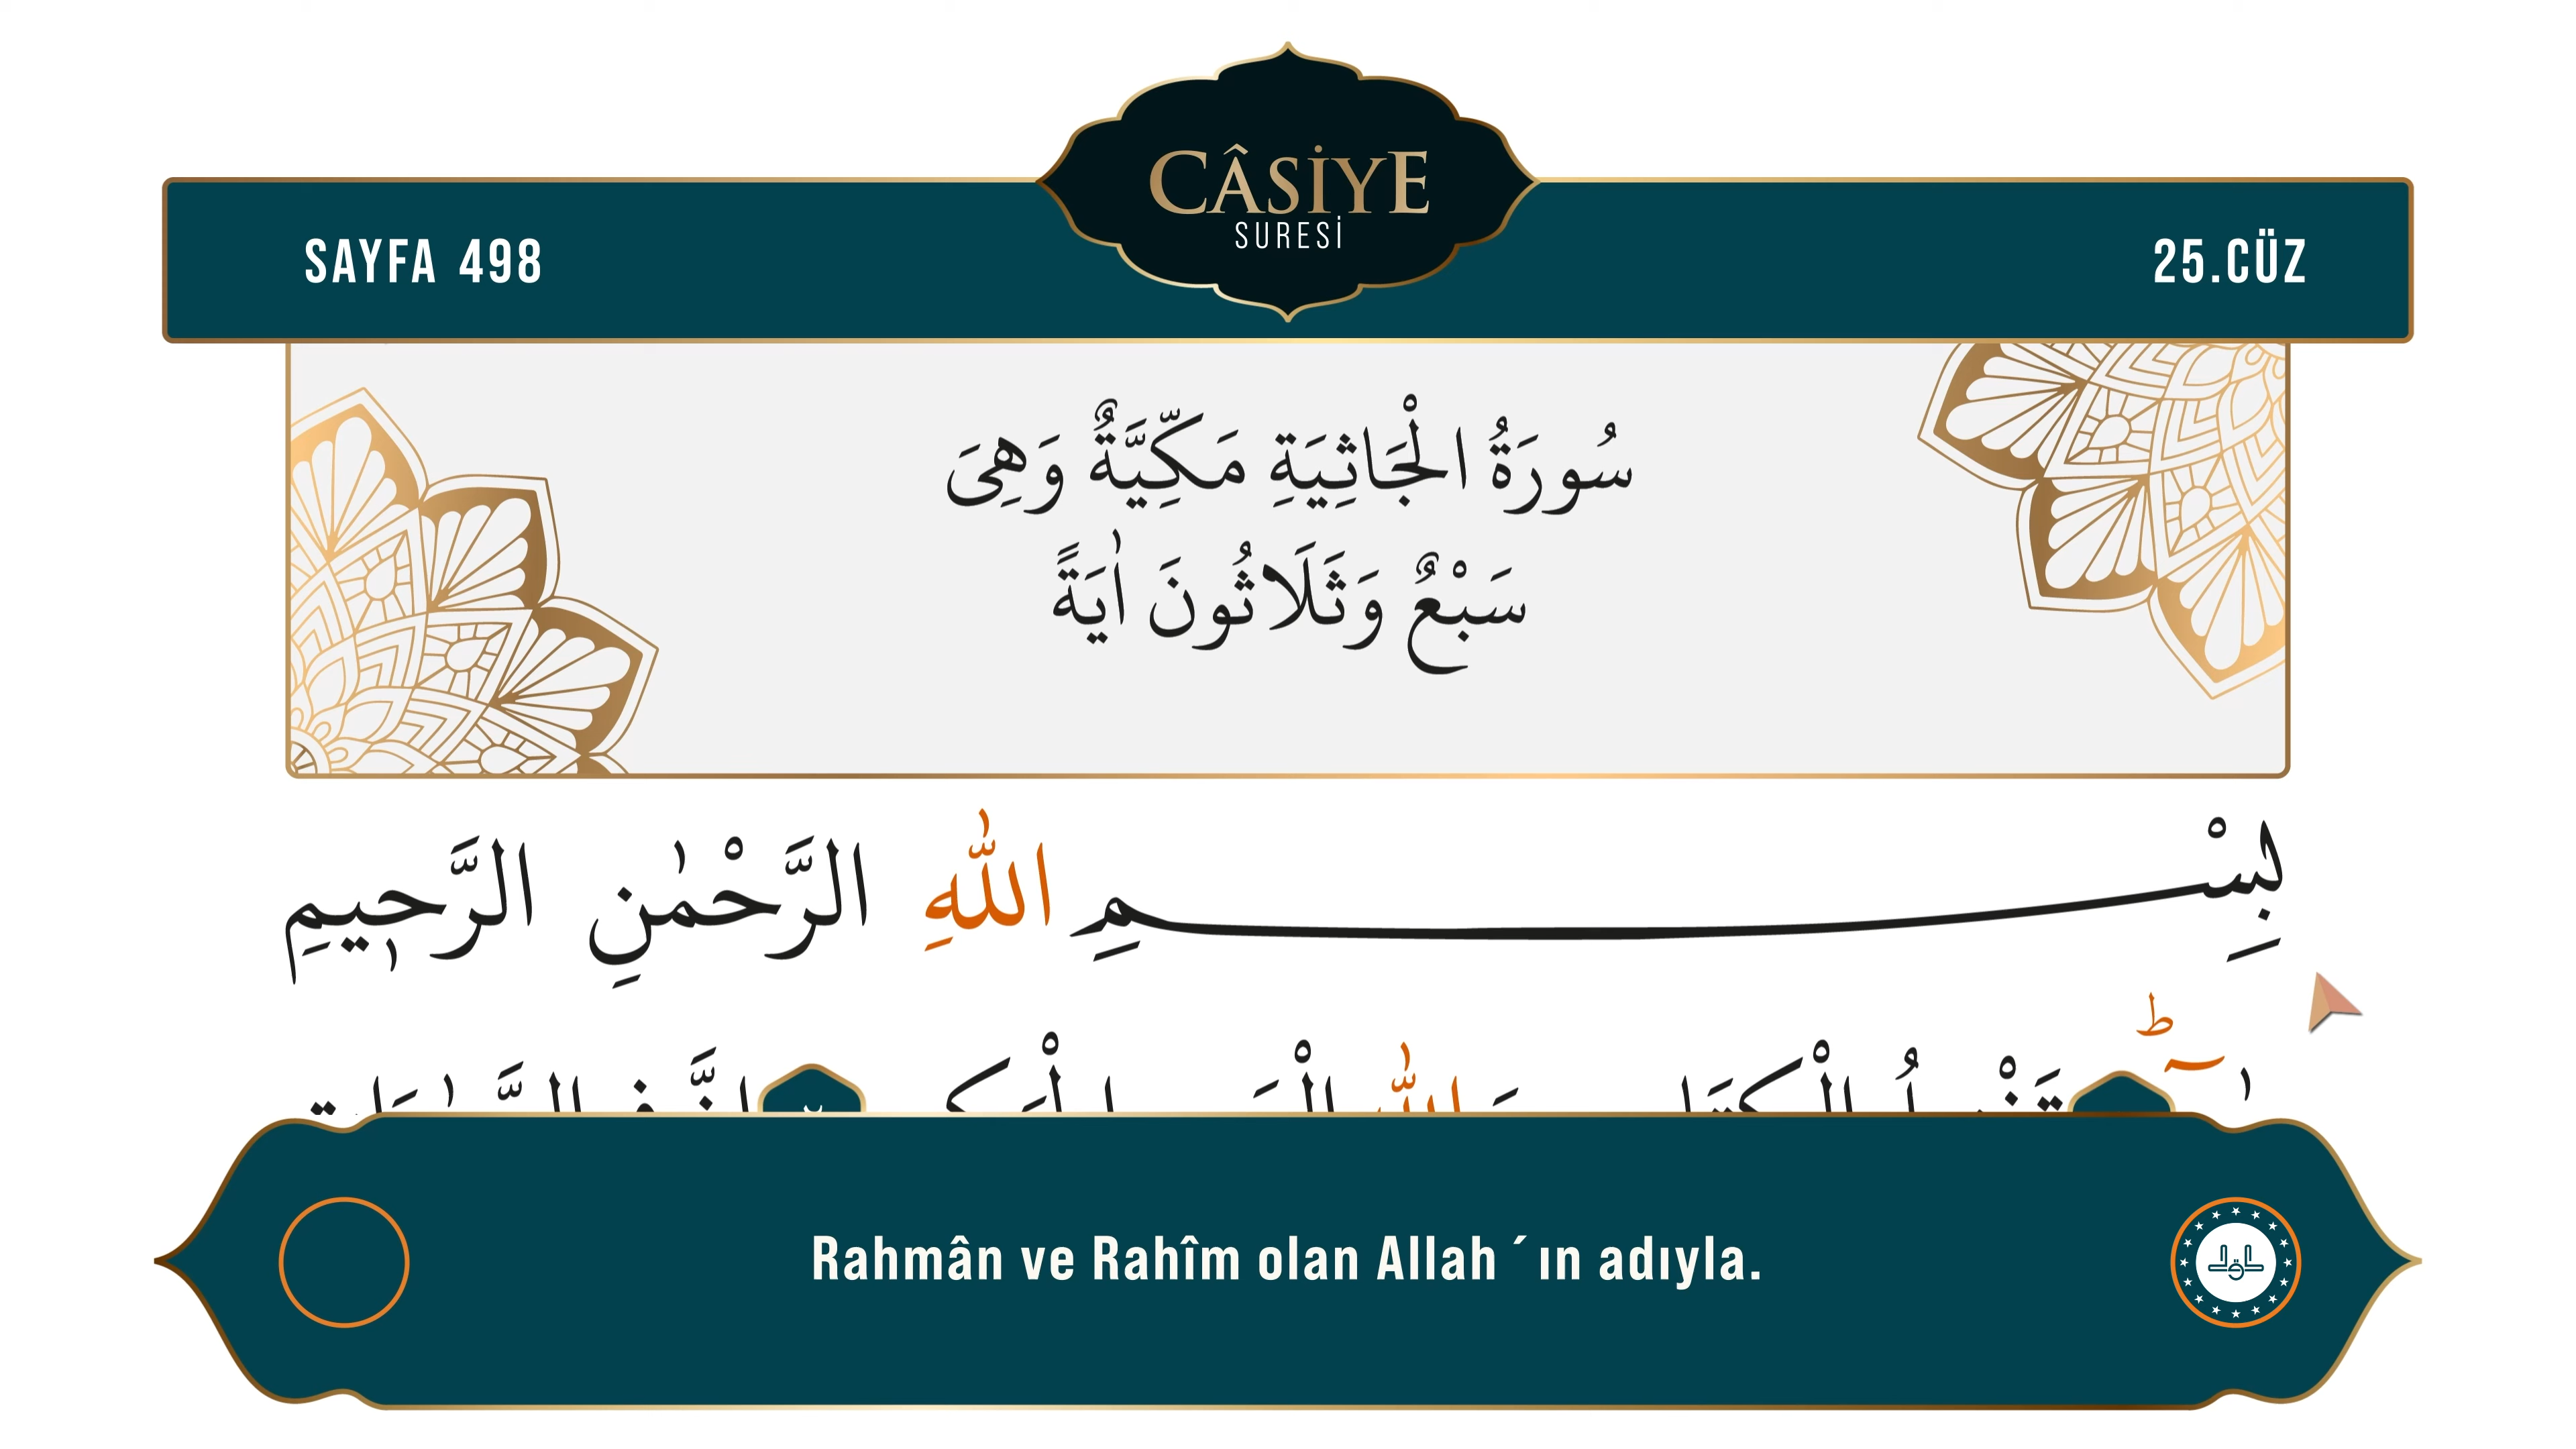 CÂSİYE
SURESİ
SAYFA 498
25.CÜZ
سُورَةُ الْجَاثِيَةِ مَكِّيَّةٌ وَهِىَ
سَبْعٌ وَثَلَاثُونَ اٰيَةً
بِسْــــــــــــــــــمِ اللّٰهِ الرَّحْمٰنِ الرَّح۪يمِ
Rahmân ve Rahîm olan Allah ´ın adıyla.